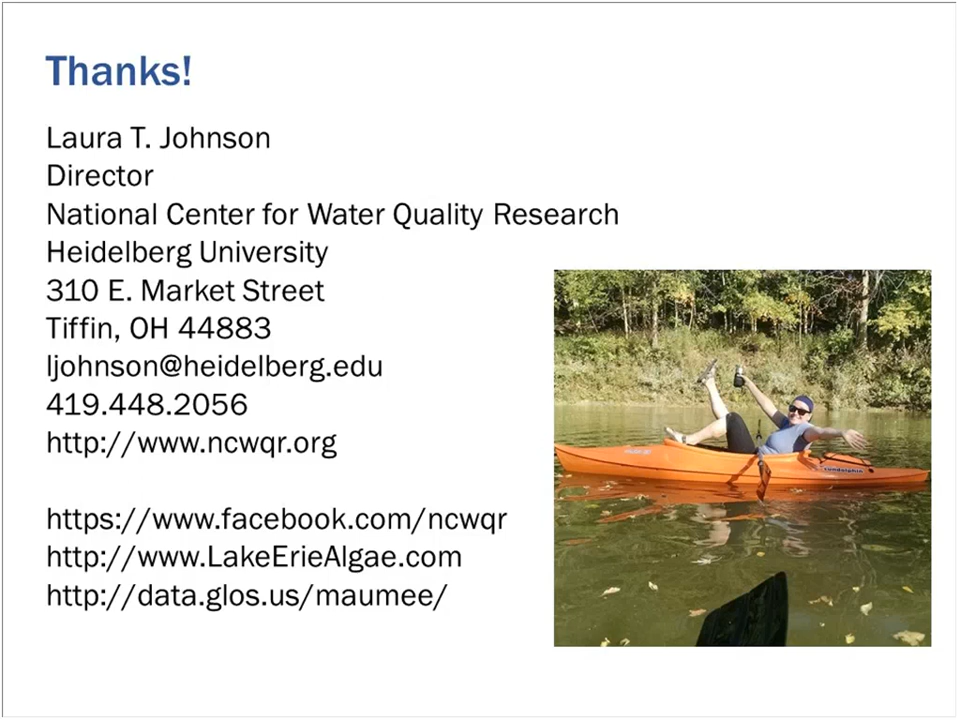 Thanks!
Laura T. Johnson
Director
National Center for Water Quality Research
Heidelberg University
310 E. Market Street
Tiffin, OH 44883
ljohnson@heidelberg.edu
419.448.2056
http://www.ncwqr.org
https://www.facebook.com/ncwqr
http://www.LakeErieAlgae.com
http://data.glos.us/maumee/
sundolphin